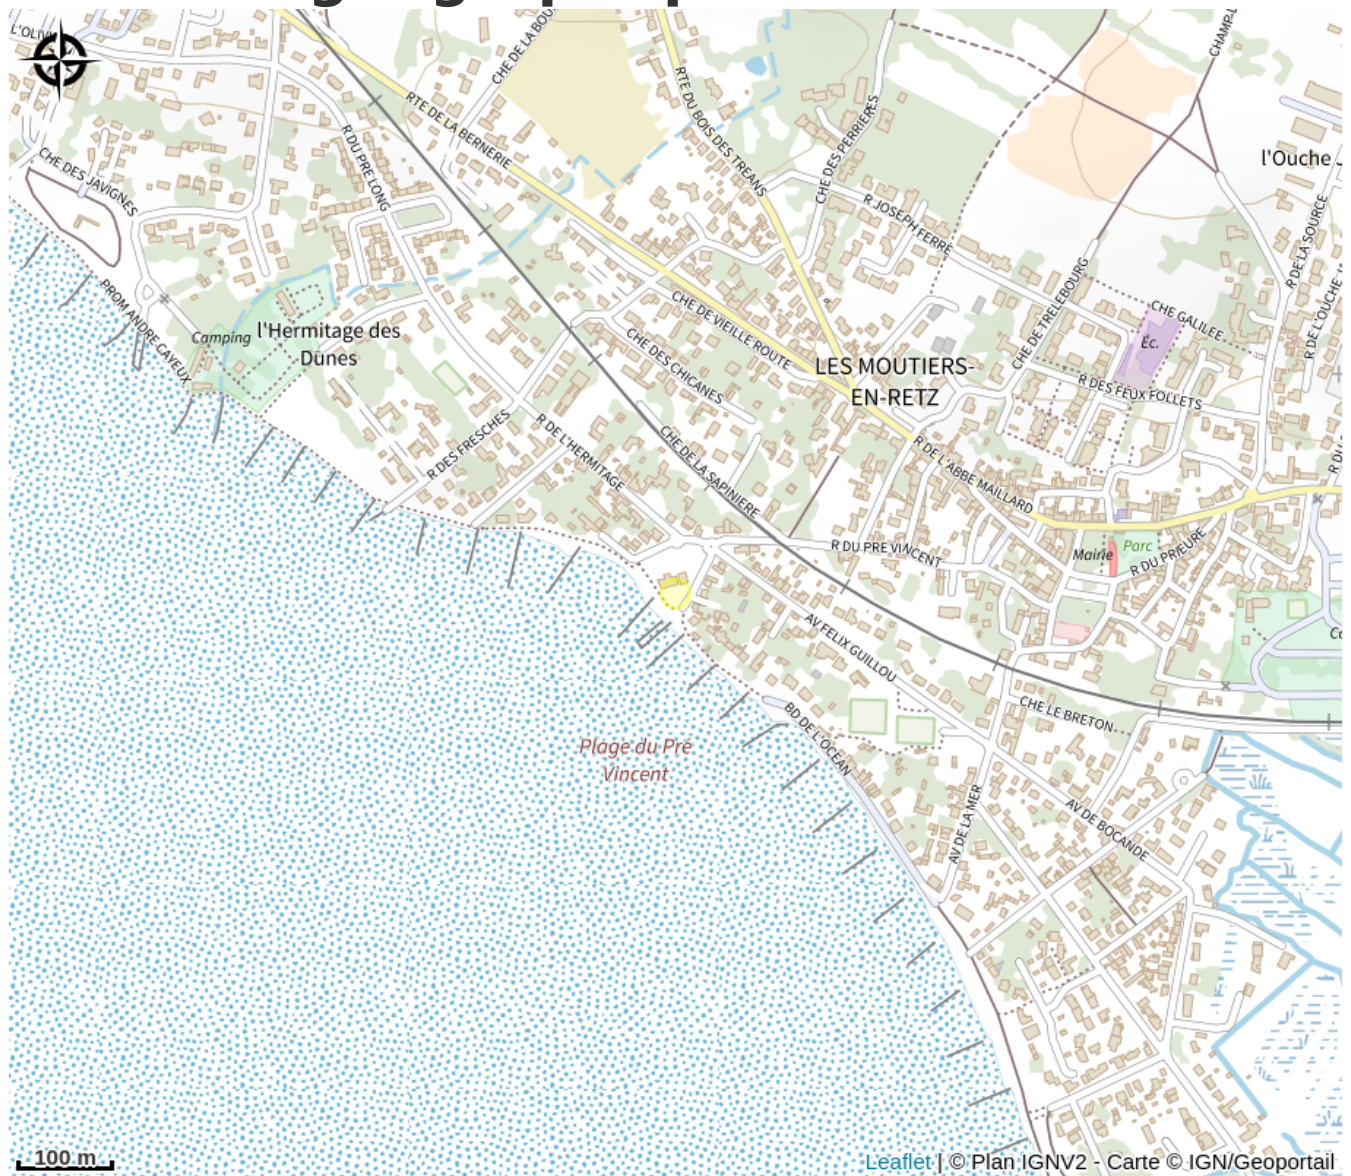 L'OLIV
CHE DE LA BOU
CHAMP-L
RTE DE LA BERNERIE
RTE DU BOIS DES TREANS
CHE DES PERRIERES
R DU PRE LONG
CHE DES JAVIGNES
l'Ouche J
R JOSEPH FERRE
R DE LA SOURCE
R DE L'OUCHE
CHE DE TRELEBOURG
PROM ANDRE CAYEUX
CHE DE VIEILLE ROUTE
CHE GALILEE
Camping
l'Hermitage des
Dunes
CHE DES CHICANES
Éc.
LES MOUTIERS-
EN-RETZ
R DES FEUX FOLLETS
R DES FRESCHES
R DE L'HERMITAGE
CHE DE LA SAPINIERE
R DE L'ABBE MAILLARD
R DU
R DU PRE VINCENT
Mairie
Parc
R DU PRIEURE
AV FELIX GUILLOU
CHE LE BRETON
BD DE L'OCEAN
Plage du Pré
Vincent
AV DE LA MER
AV DE BOCANDE
100 m
Leaflet | © Plan IGNV2 - Carte © IGN/Geoportail